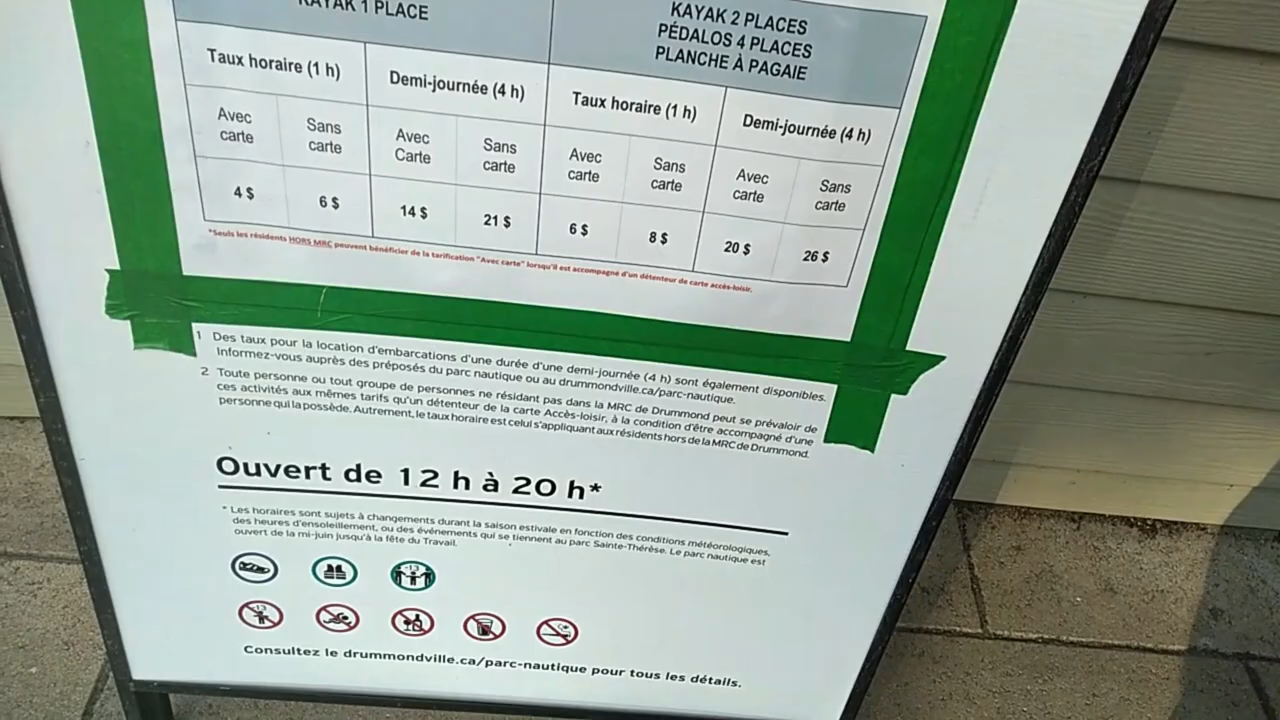 KAYAK 1 PLACE
KAYAK 2 PLACES
PÉDALOS 4 PLACES
PLANCHE À PAGAIE
Taux horaire (1 h)
Demi-journée (4 h)
Taux horaire (1 h)
Demi-journée (4 h)
Avec carte
Sans carte
Avec Carte
Sans carte
Avec carte
Sans carte
Avec carte
Sans carte
4 $
6 $
14 $
21 $
6 $
8 $
20 $
26 $
*Seuls les résidents HORS MRC peuvent bénéficier de la tarification "Avec carte" lorsqu'il est accompagné d'un détenteur de carte accès-loisir.
1 Des taux pour la location d'embarcations d'une durée d'une demi-journée (4 h) sont également disponibles.
Informez-vous auprès des préposés du parc nautique ou au drummondville.ca/parc-nautique.
2 Toute personne ou tout groupe de personnes ne résidant pas dans la MRC de Drummond peut se prévaloir de
ces activités aux mêmes tarifs qu'un détenteur de la carte Accès-loisir, à la condition d'être accompagné d'une
personne qui la possède. Autrement, le taux horaire est celui s'appliquant aux résidents hors de la MRC de Drummond.
Ouvert de 12 h à 20 h*
* Les horaires sont sujets à changements durant la saison estivale en fonction des conditions météorologiques,
des heures d'ensoleillement, ou des événements qui se tiennent au parc Sainte-Thérèse. Le parc nautique est
ouvert de la mi-juin jusqu'à la fête du Travail.
-13
-13
Consultez le drummondville.ca/parc-nautique pour tous les détails.